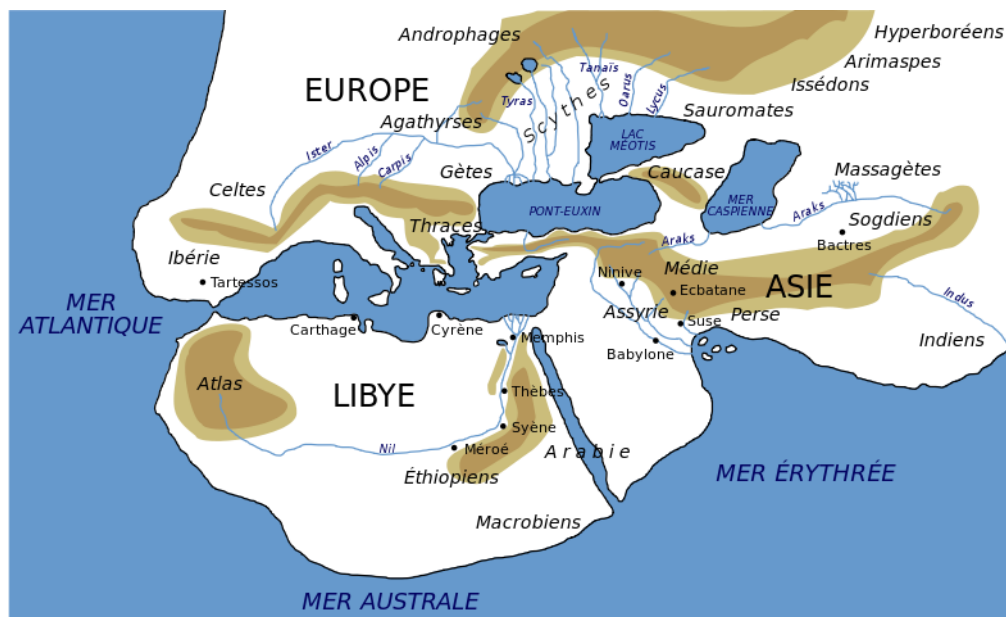 Hyperboréens
Androphages
Arimaspes
Issédons
Tanaïs
EUROPE
Tyras
Scythes
Oarus
Lycus
Sauromates
Agathyrses
LAC
MÉOTIS
Ister
Alpis
Carpis
Gètes
Caucase
Massagètes
Celtes
MER
CASPIENNE
Araks
PONT-EUXIN
Thraces
Sogdiens
Bactres
Araks
Ibérie
Tartessos
Ninive
Médie
Ecbatane
ASIE
Indus
MER
ATLANTIQUE
Assyrie
Suse
Perse
Carthage
Cyrène
Memphis
Babylone
Indiens
Atlas
LIBYE
Thèbes
Syène
Nil
Méroé
Arabie
Éthiopiens
MER ÉRYTHRÉE
Macrobiens
MER AUSTRALE